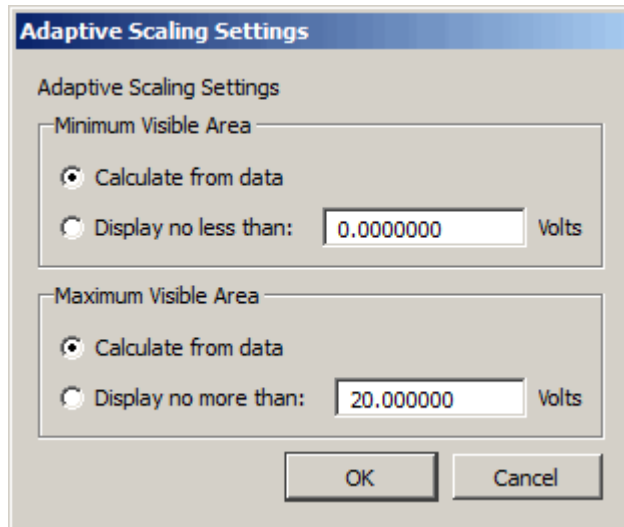 Adaptive Scaling Settings
Adaptive Scaling Settings
Minimum Visible Area
Calculate from data
Display no less than: 0.0000000 Volts
Maximum Visible Area
Calculate from data
Display no more than: 20.000000 Volts
OK Cancel